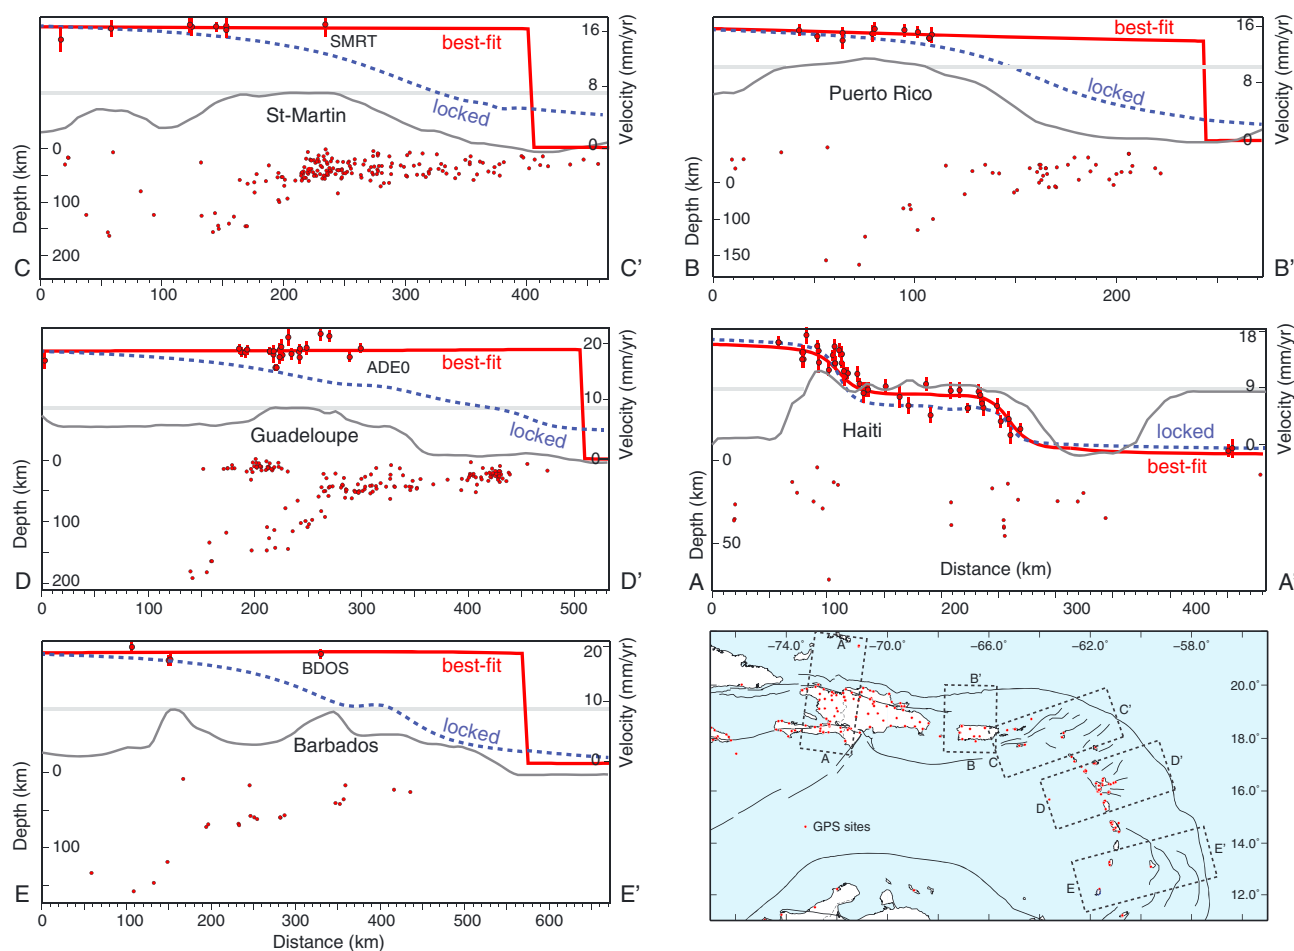 SMRT
best-fit
locked
St-Martin
16
8
0
Velocity (mm/yr)
0
100
200
Depth (km)
C
C'
0
100
200
300
400
best-fit
locked
Puerto Rico
16
8
0
Velocity (mm/yr)
0
50
100
150
Depth (km)
B
B'
0
100
200
ADE0
best-fit
locked
Guadeloupe
20
10
0
Velocity (mm/yr)
0
50
100
200
Depth (km)
D
D'
0
100
200
300
400
500
Haiti
locked
best-fit
18
9
0
Velocity (mm/yr)
0
50
Depth (km)
Distance (km)
A
A'
0
100
200
300
400
BDOS
best-fit
locked
Barbados
20
10
0
Velocity (mm/yr)
0
100
Depth (km)
E
E'
0
100
200
300
400
500
600
Distance (km)
−74.0˚
−70.0˚
−66.0˚
−62.0˚
−58.0˚
20.0˚
18.0˚
16.0˚
14.0˚
12.0˚
A'
A
B'
B
C
C'
D
D'
E
E'
GPS sites